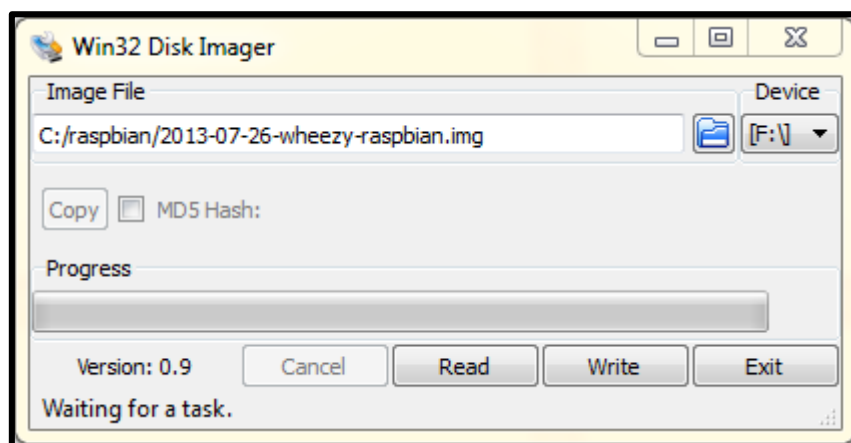 Win32 Disk Imager
Image File
Device
C:/raspbian/2013-07-26-wheezy-raspbian.img
[F:\]
Copy
MD5 Hash:
Progress
Version: 0.9
Cancel
Read
Write
Exit
Waiting for a task.